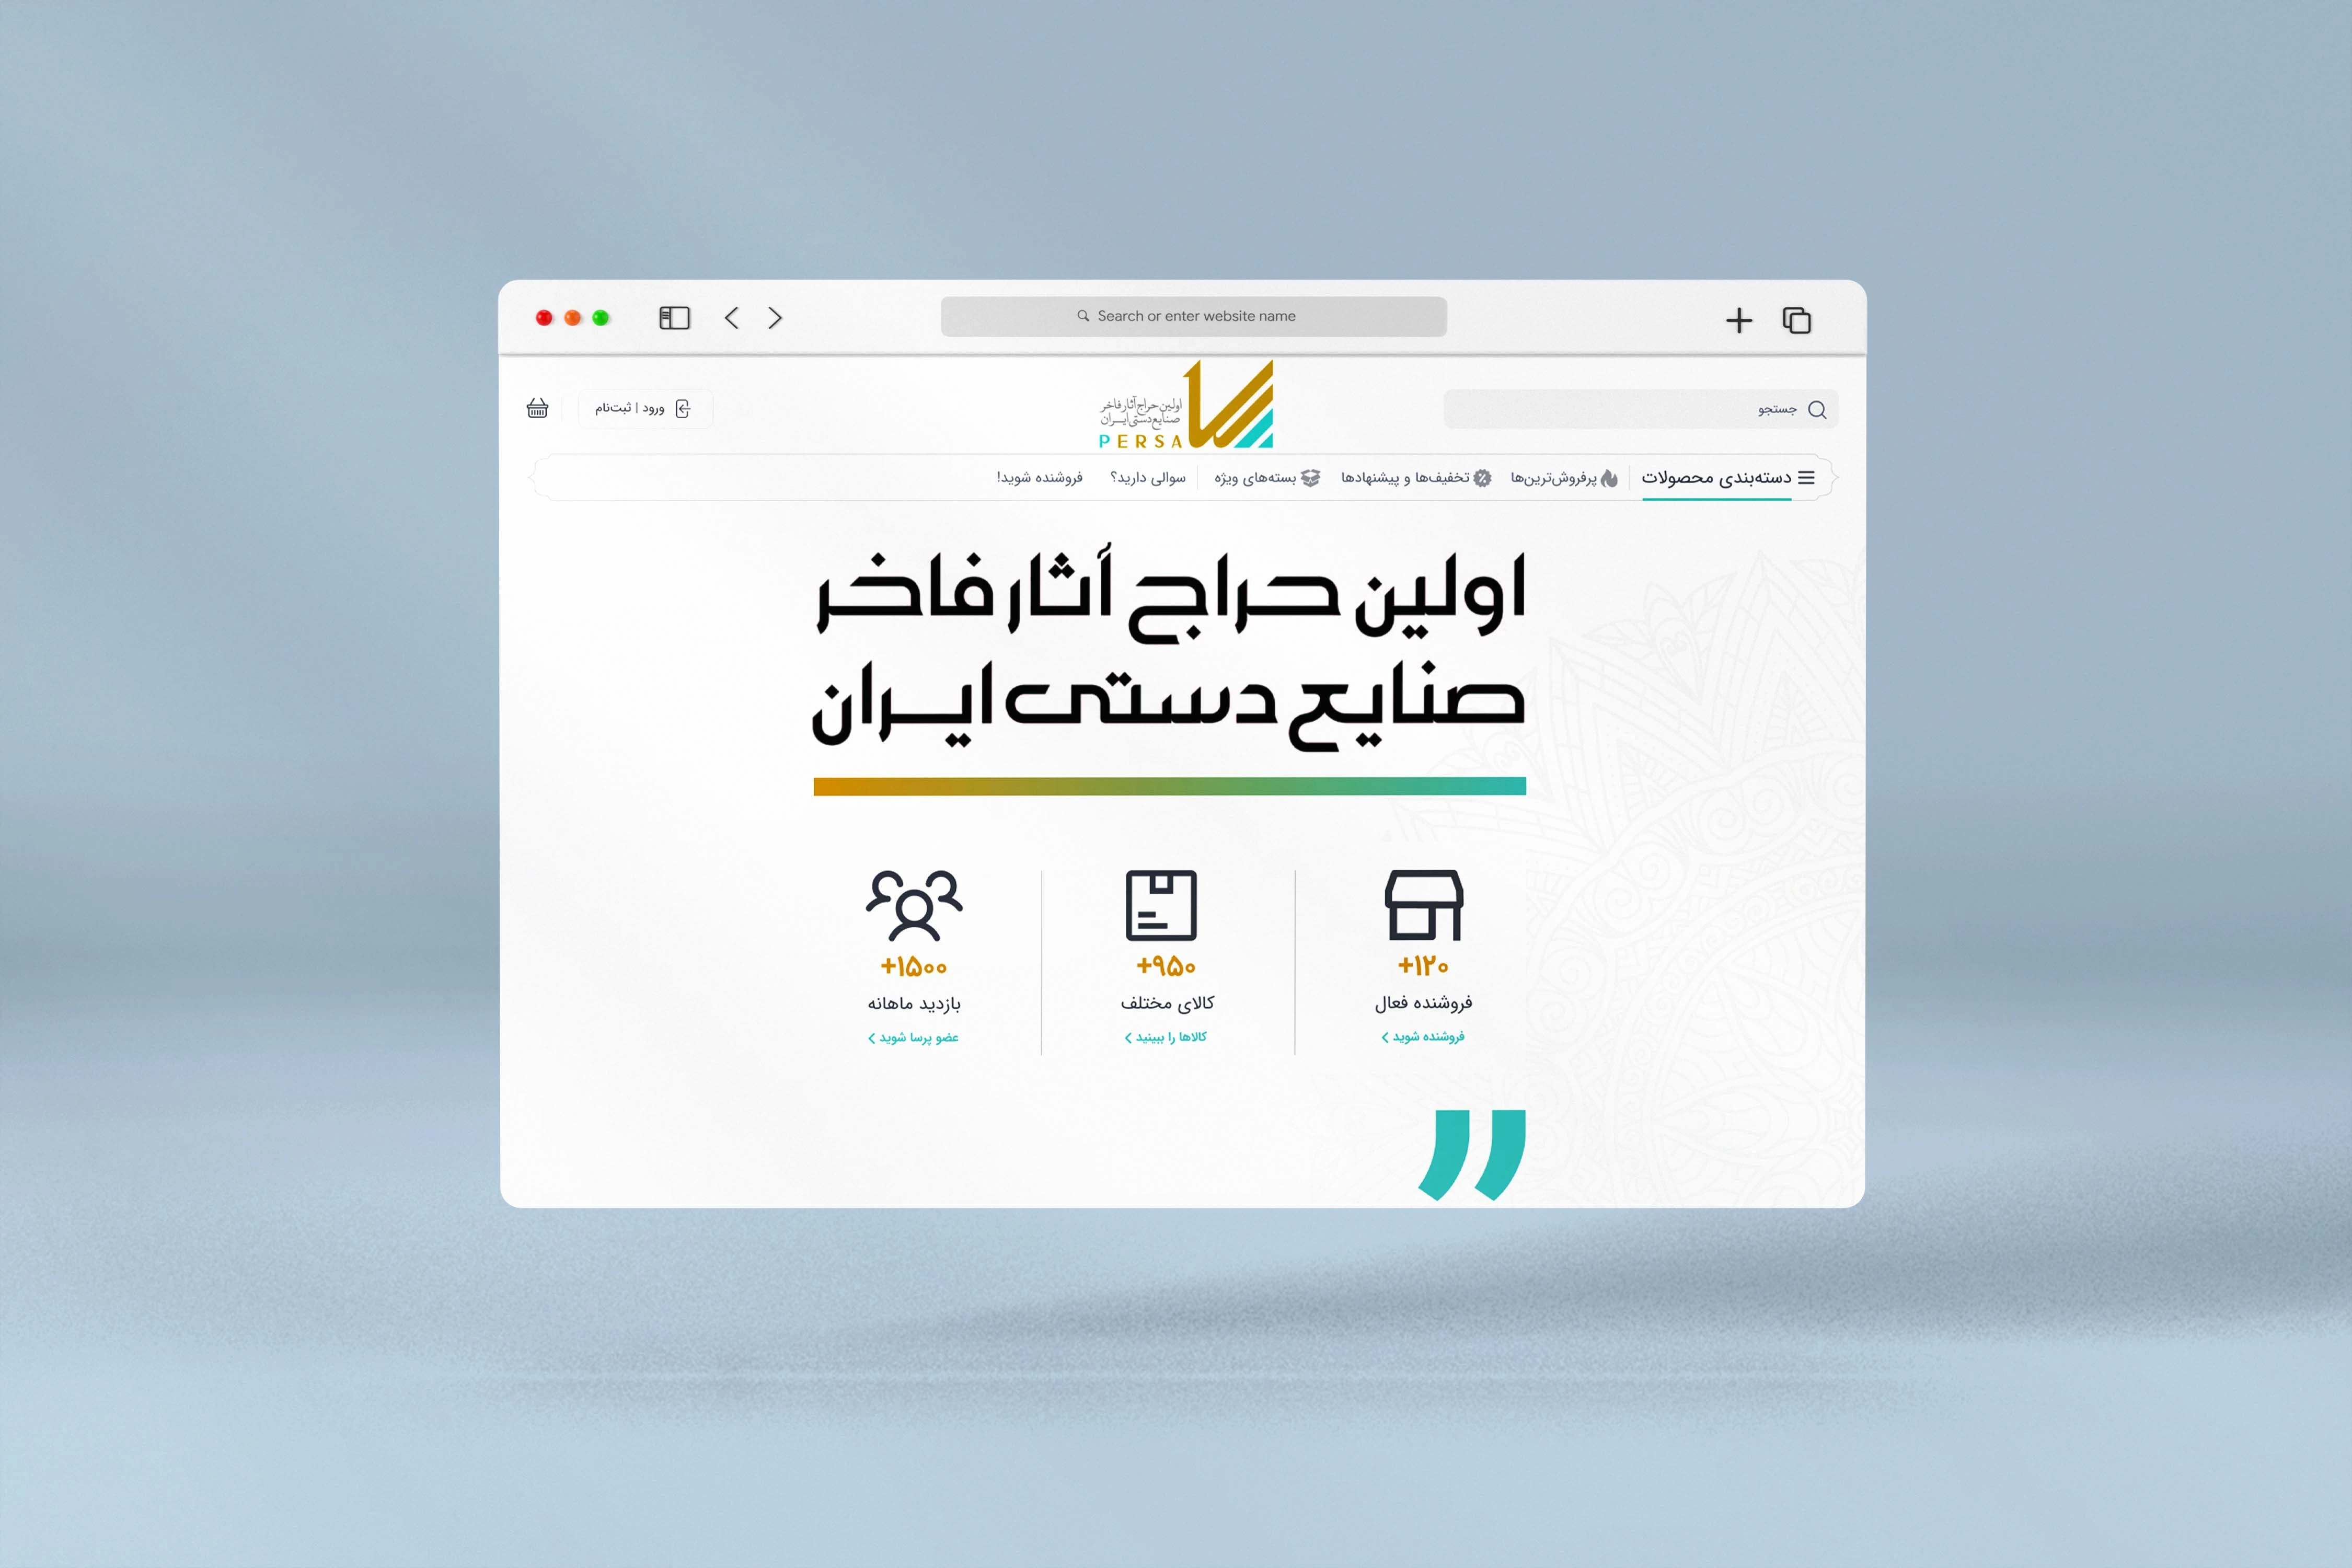 Search or enter website name
جستجو
اولین حراج آثار فاخر
صنایع دستی ایران
PERSA
ورود | ثبت‌نام
دسته‌بندی محصولات
پرفروش‌ترین‌ها
تخفیف‌ها و پیشنهادها
بسته‌های ویژه
سوالی دارید؟
فروشنده شوید!
اولین حراج آثار فاخر
صنایع دستی ایران
+۱۲۰
فروشنده فعال
فروشنده شوید
+۹۵۰
کالای مختلف
کالاها را ببینید
+۱۵۰۰
بازدید ماهانه
عضو پرسا شوید